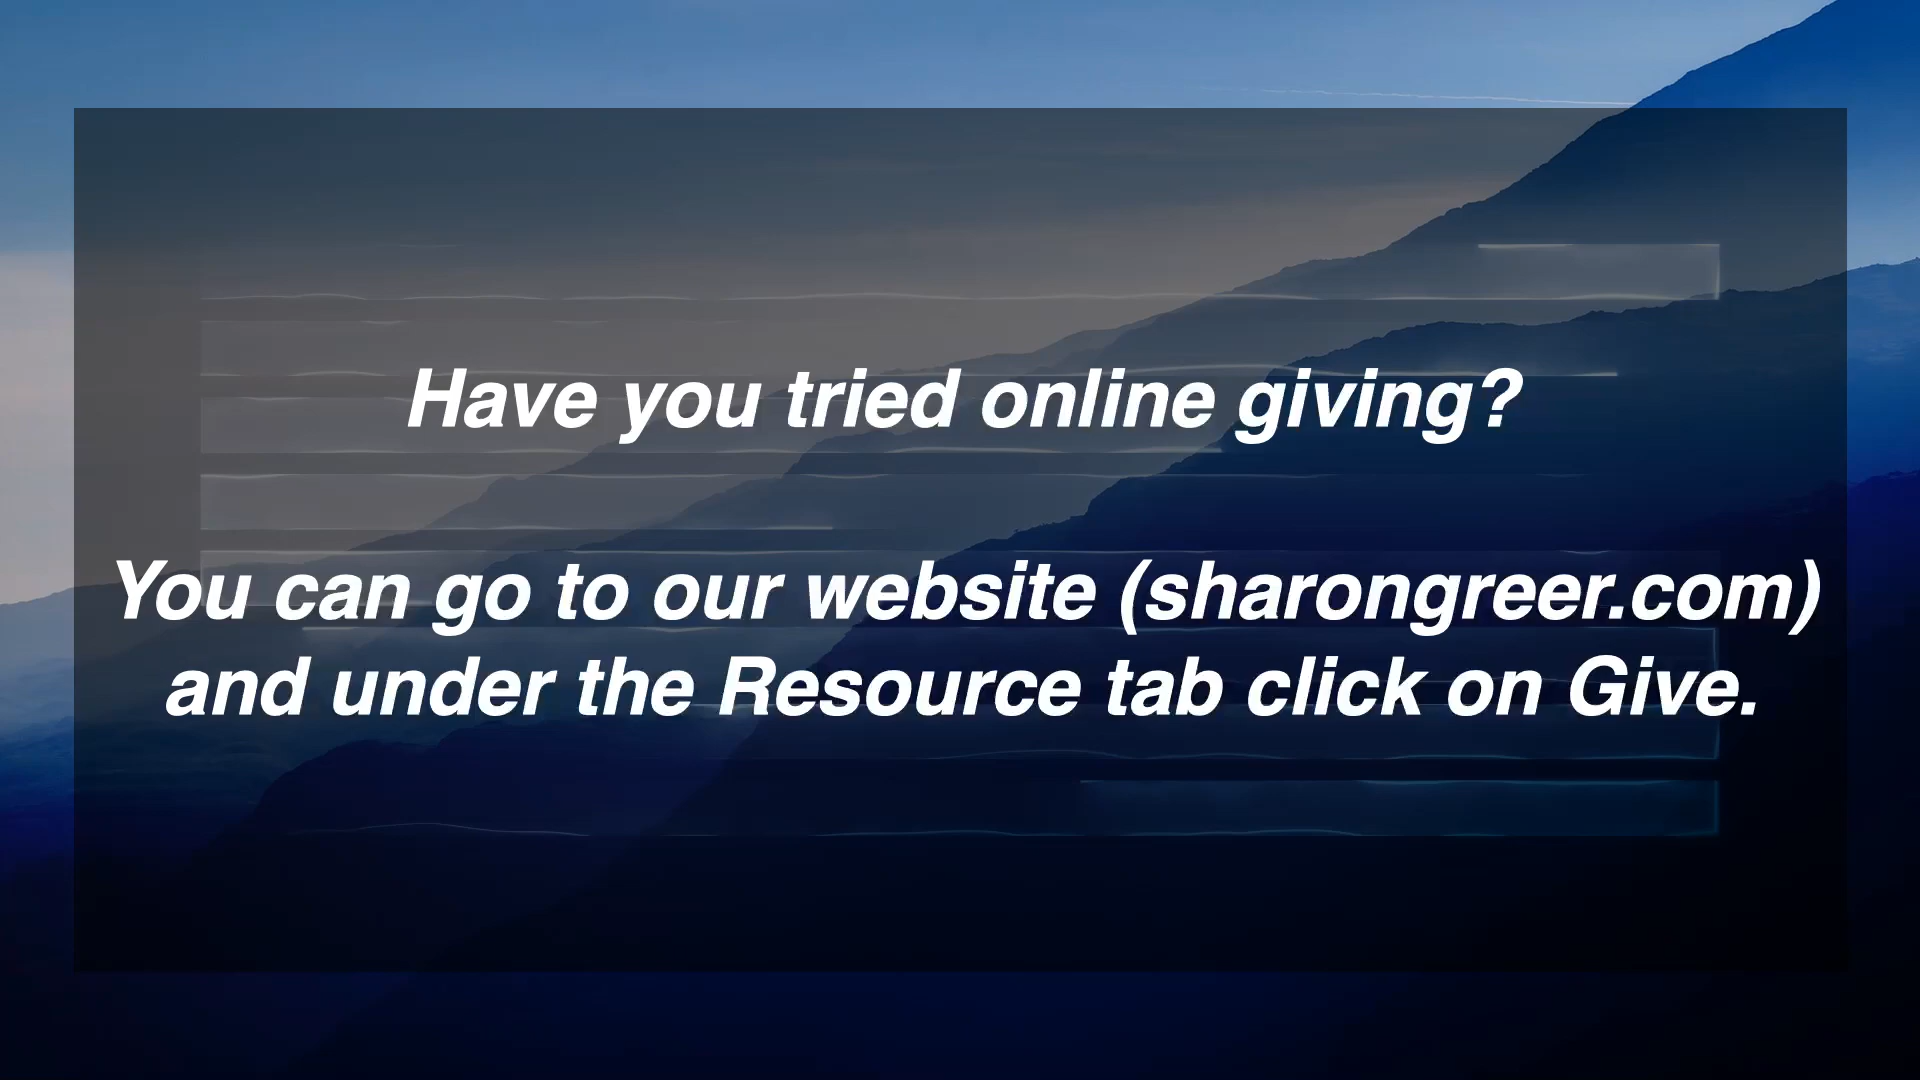 Have you tried online giving?
You can go to our website (sharongreer.com)
and under the Resource tab click on Give.